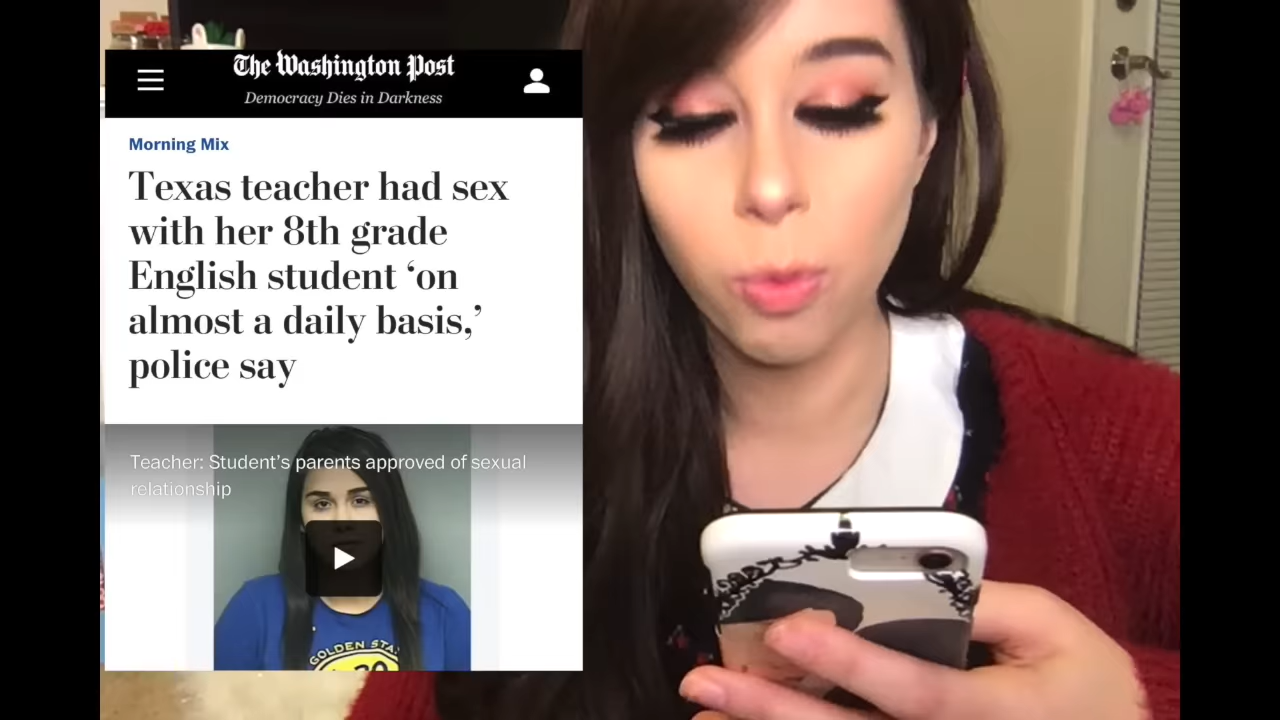 The Washington Post
Democracy Dies in Darkness
Morning Mix
Texas teacher had sex
with her 8th grade
English student ‘on
almost a daily basis,’
police say
Teacher: Student’s parents approved of sexual
relationship
GOLDEN STA